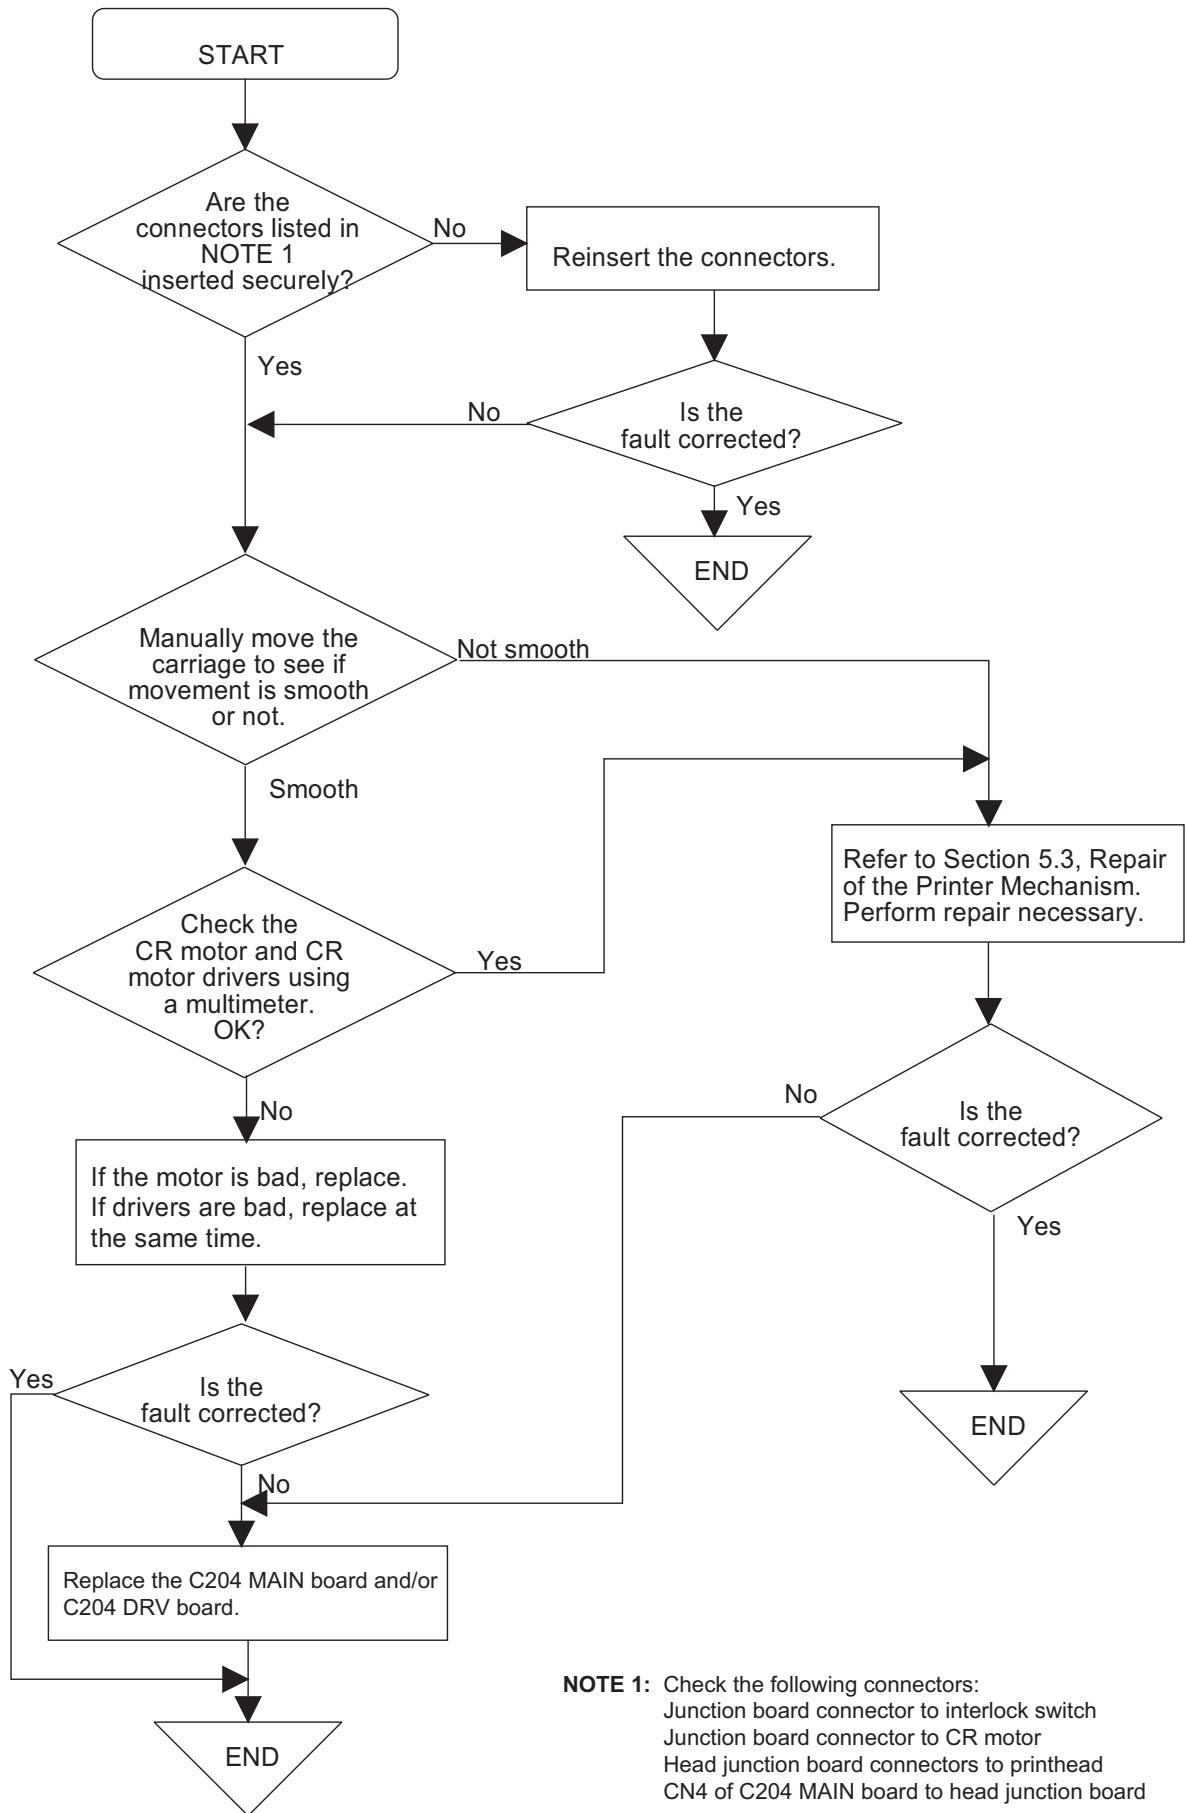 START
Are the
connectors listed in
NOTE 1
inserted securely?
No
Reinsert the connectors.
Yes
No
Is the
fault corrected?
Yes
END
Manually move the
carriage to see if
movement is smooth
or not.
Not smooth
Smooth
Check the
CR motor and CR
motor drivers using
a multimeter.
OK?
Yes
Refer to Section 5.3, Repair
of the Printer Mechanism.
Perform repair necessary.
No
Is the
fault corrected?
Yes
END
No
If the motor is bad, replace.
If drivers are bad, replace at
the same time.
Yes
Is the
fault corrected?
No
Replace the C204 MAIN board and/or
C204 DRV board.
END
NOTE 1: Check the following connectors:
Junction board connector to interlock switch
Junction board connector to CR motor
Head junction board connectors to printhead
CN4 of C204 MAIN board to head junction board